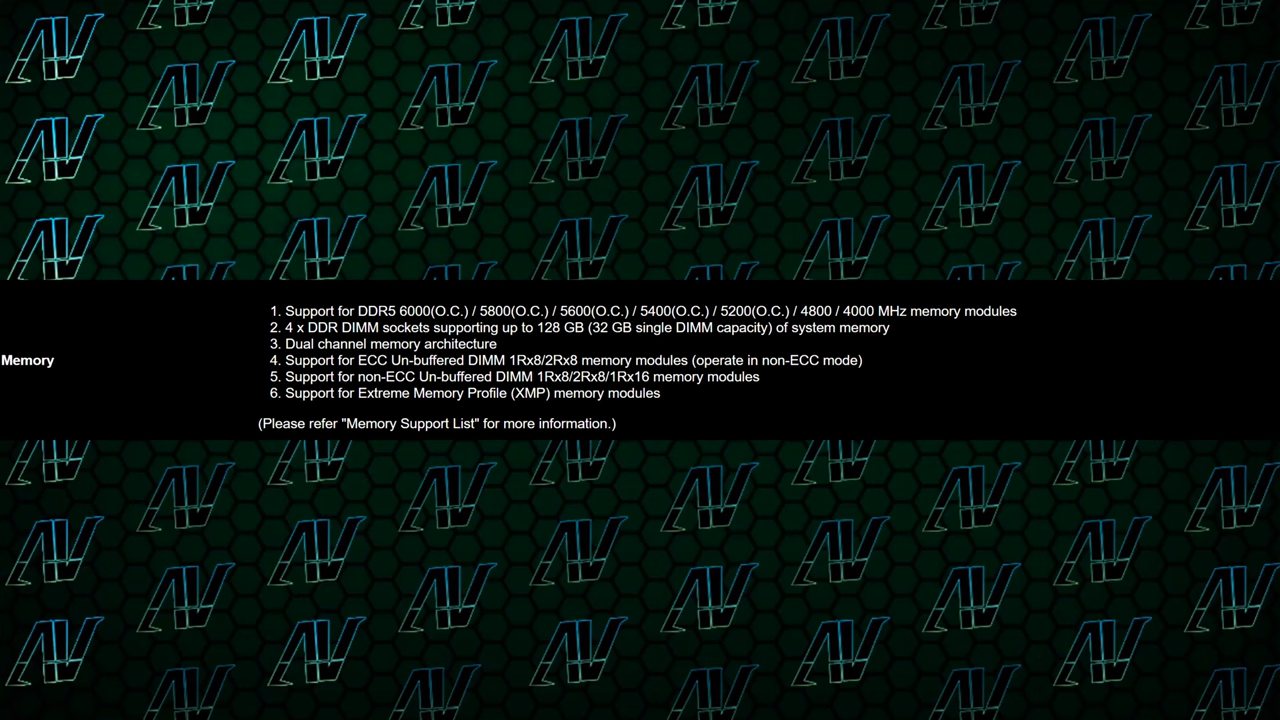 Memory
1. Support for DDR5 6000(O.C.) / 5800(O.C.) / 5600(O.C.) / 5400(O.C.) / 5200(O.C.) / 4800 / 4000 MHz memory modules
2. 4 x DDR DIMM sockets supporting up to 128 GB (32 GB single DIMM capacity) of system memory
3. Dual channel memory architecture
4. Support for ECC Un-buffered DIMM 1Rx8/2Rx8 memory modules (operate in non-ECC mode)
5. Support for non-ECC Un-buffered DIMM 1Rx8/2Rx8/1Rx16 memory modules
6. Support for Extreme Memory Profile (XMP) memory modules
(Please refer "Memory Support List" for more information.)